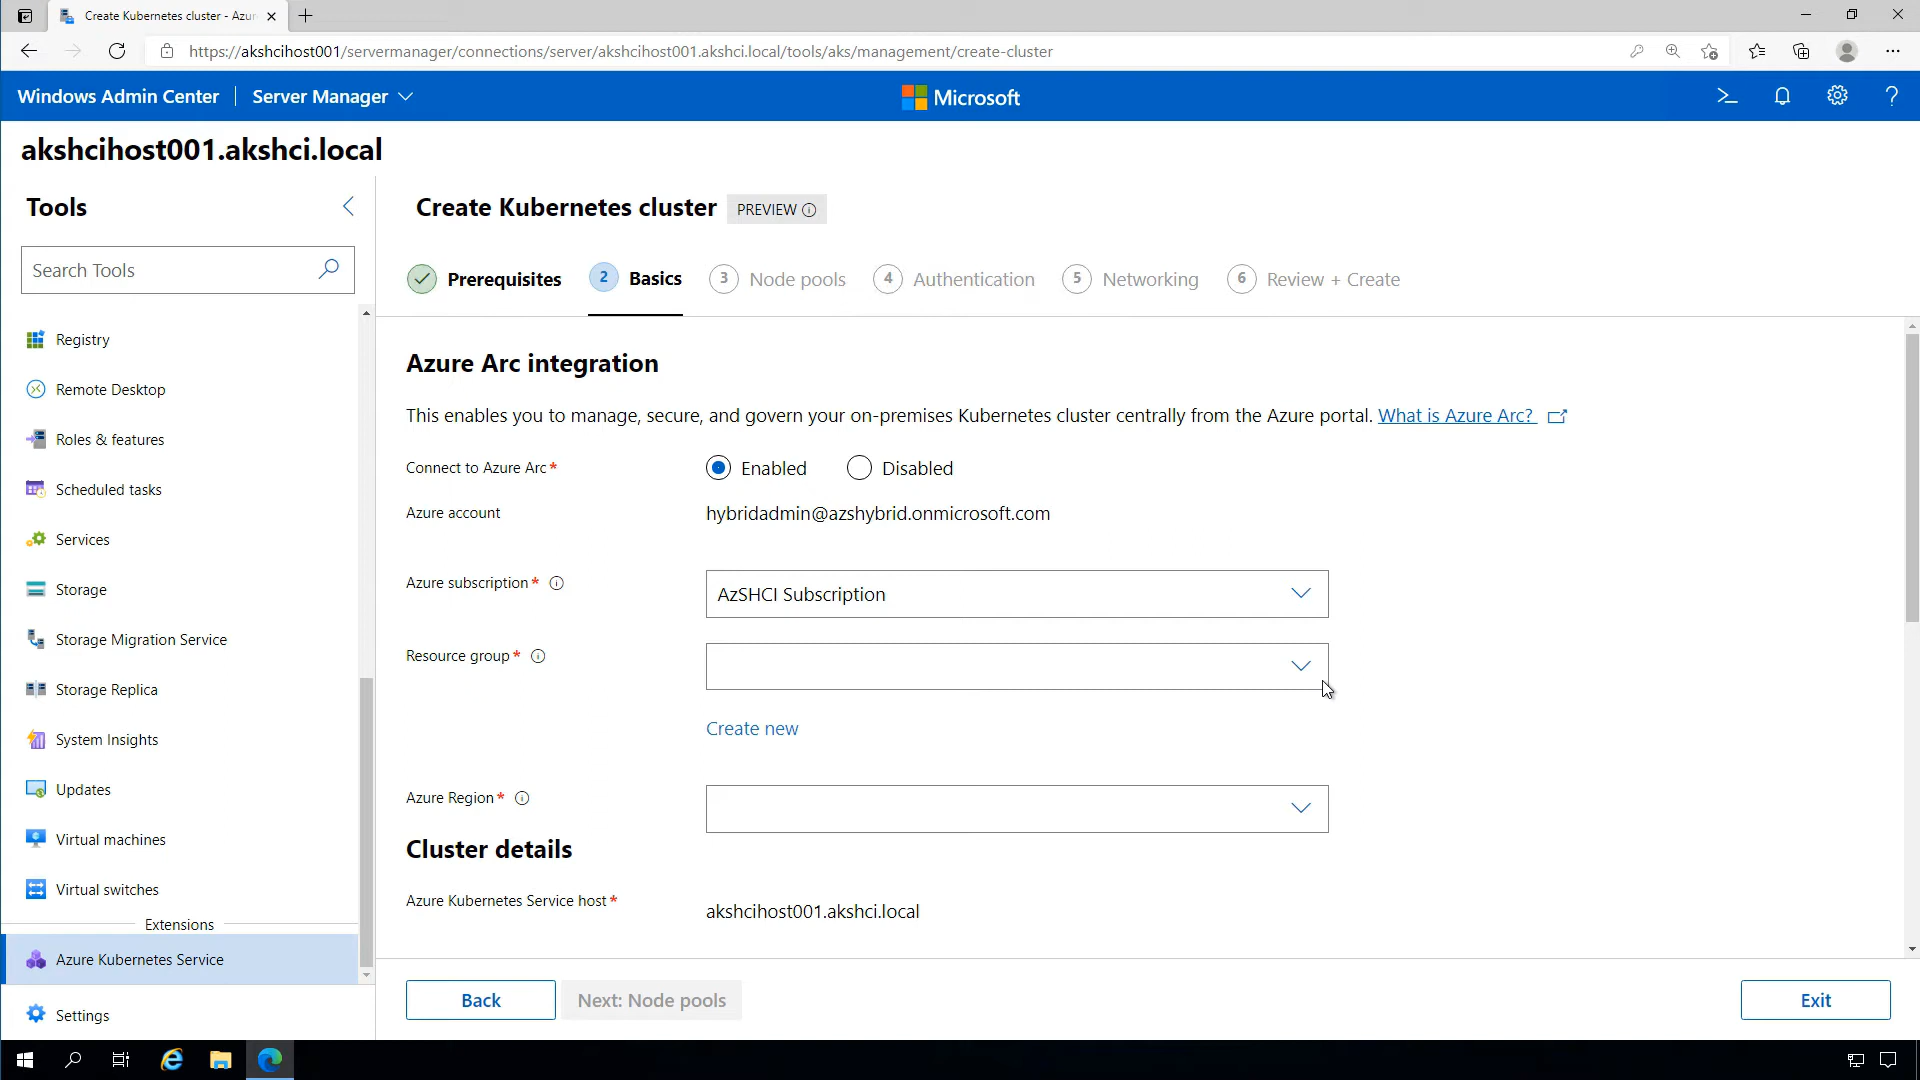 Create Kubernetes cluster - Azur
https://akshcihost001/servermanager/connections/server/akshcihost001.akshci.local/tools/aks/management/create-cluster
Windows Admin Center
Server Manager
Microsoft
akshcihost001.akshci.local
Tools
Search Tools
Registry
Remote Desktop
Roles & features
Scheduled tasks
Services
Storage
Storage Migration Service
Storage Replica
System Insights
Updates
Virtual machines
Virtual switches
Extensions
Azure Kubernetes Service
Settings
Create Kubernetes cluster
PREVIEW
Prerequisites
2 Basics
3 Node pools
4 Authentication
5 Networking
6 Review + Create
Azure Arc integration
This enables you to manage, secure, and govern your on-premises Kubernetes cluster centrally from the Azure portal. What is Azure Arc?
Connect to Azure Arc* Enabled Disabled
Azure account hybridadmin@azshybrid.onmicrosoft.com
Azure subscription* AzSHCI Subscription
Resource group*
Create new
Azure Region*
Cluster details
Azure Kubernetes Service host* akshcihost001.akshci.local
Back
Next: Node pools
Exit